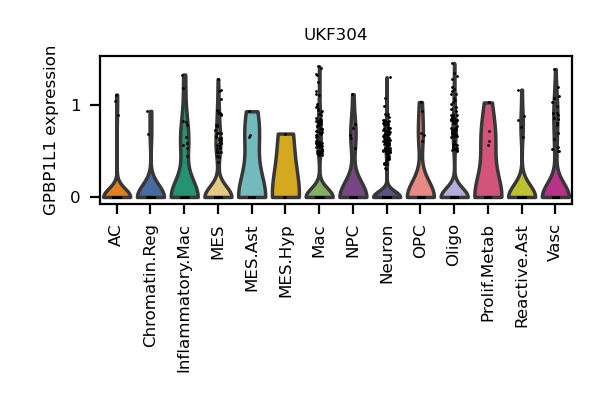 UKF304
GPBP1L1 expression
1
0
AC
Chromatin.Reg
Inflammatory.Mac
MES
MES.Ast
MES.Hyp
Mac
NPC
Neuron
OPC
Oligo
Prolif.Metab
Reactive.Ast
Vasc